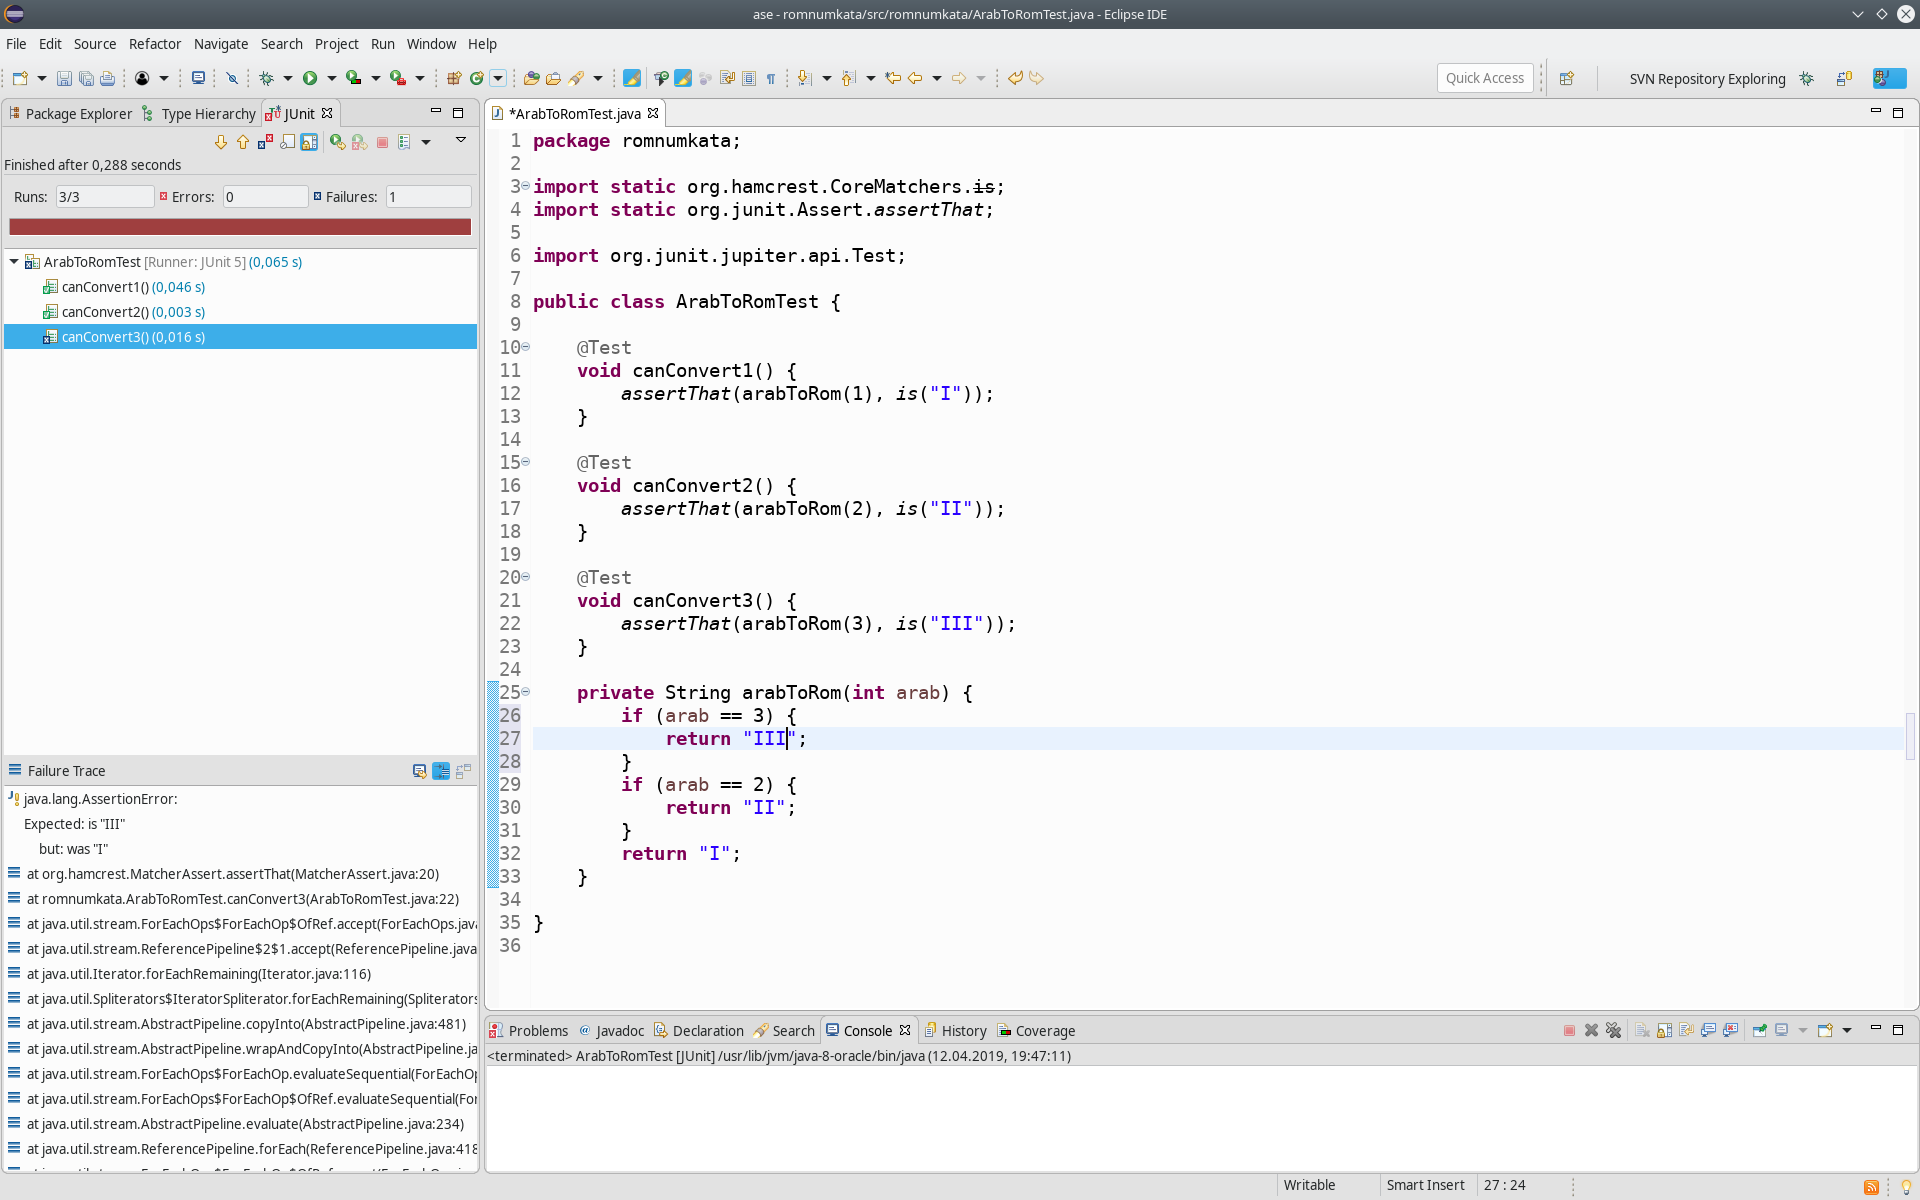 ase - romnumkata/src/romnumkata/ArabToRomTest.java - Eclipse IDE
File Edit Source Refactor Navigate Search Project Run Window Help
Quick Access
SVN Repository Exploring
Package Explorer Type Hierarchy JUnit
Finished after 0,288 seconds
Runs: 3/3 Errors: 0 Failures: 1
ArabToRomTest [Runner: JUnit 5] (0,065 s)
canConvert1() (0,046 s)
canConvert2() (0,003 s)
canConvert3() (0,016 s)
Failure Trace
java.lang.AssertionError:
Expected: is "III"
but: was "I"
at org.hamcrest.MatcherAssert.assertThat(MatcherAssert.java:20)
at romnumkata.ArabToRomTest.canConvert3(ArabToRomTest.java:22)
at java.util.stream.ForEachOps$ForEachOp$OfRef.accept(ForEachOps.java
at java.util.stream.ReferencePipeline$2$1.accept(ReferencePipeline.java
at java.util.Iterator.forEachRemaining(Iterator.java:116)
at java.util.Spliterators$IteratorSpliterator.forEachRemaining(Spliterators
at java.util.stream.AbstractPipeline.copyInto(AbstractPipeline.java:481)
at java.util.stream.AbstractPipeline.wrapAndCopyInto(AbstractPipeline.ja
at java.util.stream.ForEachOps$ForEachOp.evaluateSequential(ForEachOp
at java.util.stream.ForEachOps$ForEachOp$OfRef.evaluateSequential(For
at java.util.stream.AbstractPipeline.evaluate(AbstractPipeline.java:234)
at java.util.stream.ReferencePipeline.forEach(ReferencePipeline.java:418
*ArabToRomTest.java
1 package romnumkata;
2
3 import static org.hamcrest.CoreMatchers.is;
4 import static org.junit.Assert.assertThat;
5
6 import org.junit.jupiter.api.Test;
7
8 public class ArabToRomTest {
9
10 @Test
11 void canConvert1() {
12 assertThat(arabToRom(1), is("I"));
13 }
14
15 @Test
16 void canConvert2() {
17 assertThat(arabToRom(2), is("II"));
18 }
19
20 @Test
21 void canConvert3() {
22 assertThat(arabToRom(3), is("III"));
23 }
24
25 private String arabToRom(int arab) {
26 if (arab == 3) {
27 return "III";
28 }
29 if (arab == 2) {
30 return "II";
31 }
32 return "I";
33 }
34
35 }
36
Problems Javadoc Declaration Search Console History Coverage
<terminated> ArabToRomTest [JUnit] /usr/lib/jvm/java-8-oracle/bin/java (12.04.2019, 19:47:11)
Writable Smart Insert 27 : 24